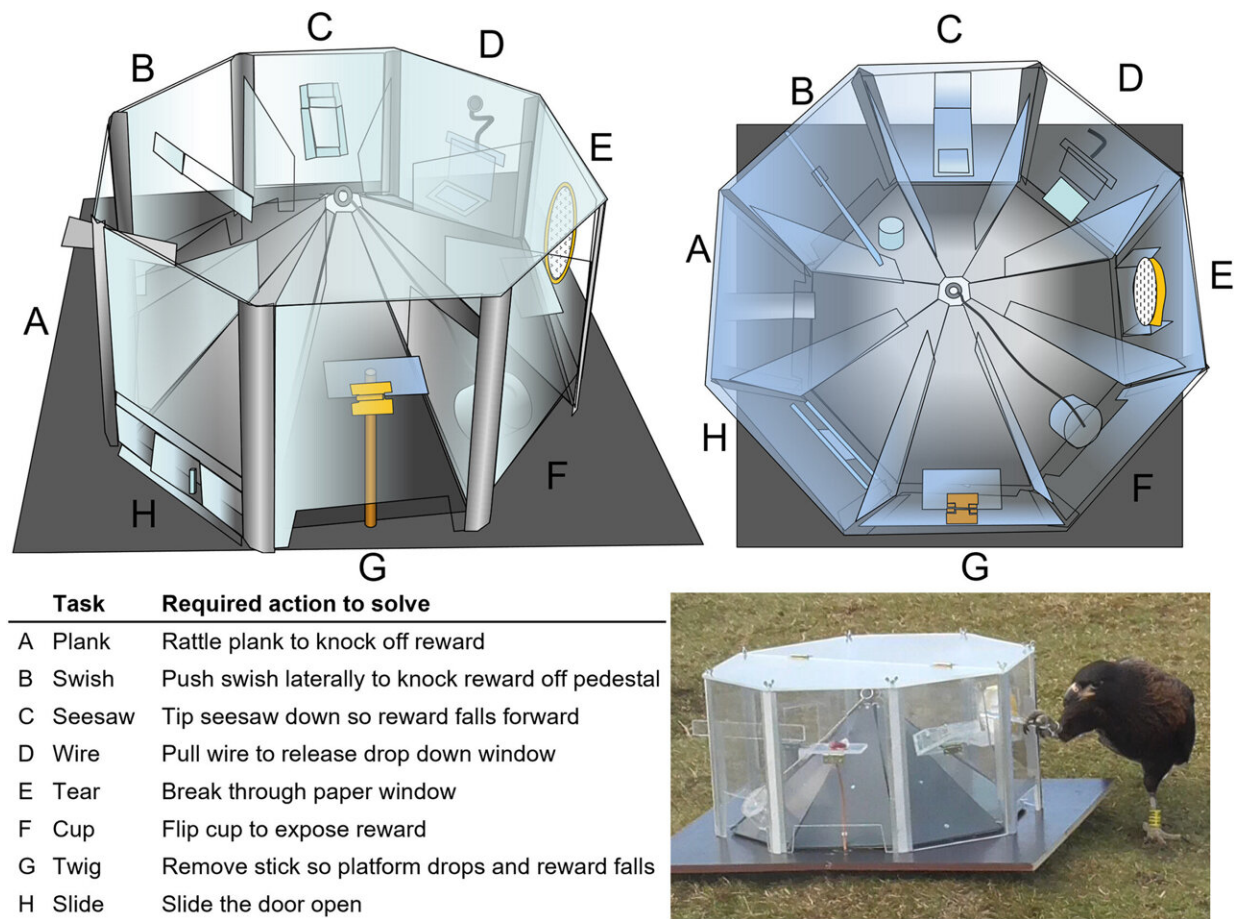 C
D
B
E
A
F
H
G
C
D
B
A
E
H
F
G
Task Required action to solve
A Plank Rattle plank to knock off reward
B Swish Push swish laterally to knock reward off pedestal
C Seesaw Tip seesaw down so reward falls forward
D Wire Pull wire to release drop down window
E Tear Break through paper window
F Cup Flip cup to expose reward
G Twig Remove stick so platform drops and reward falls
H Slide Slide the door open